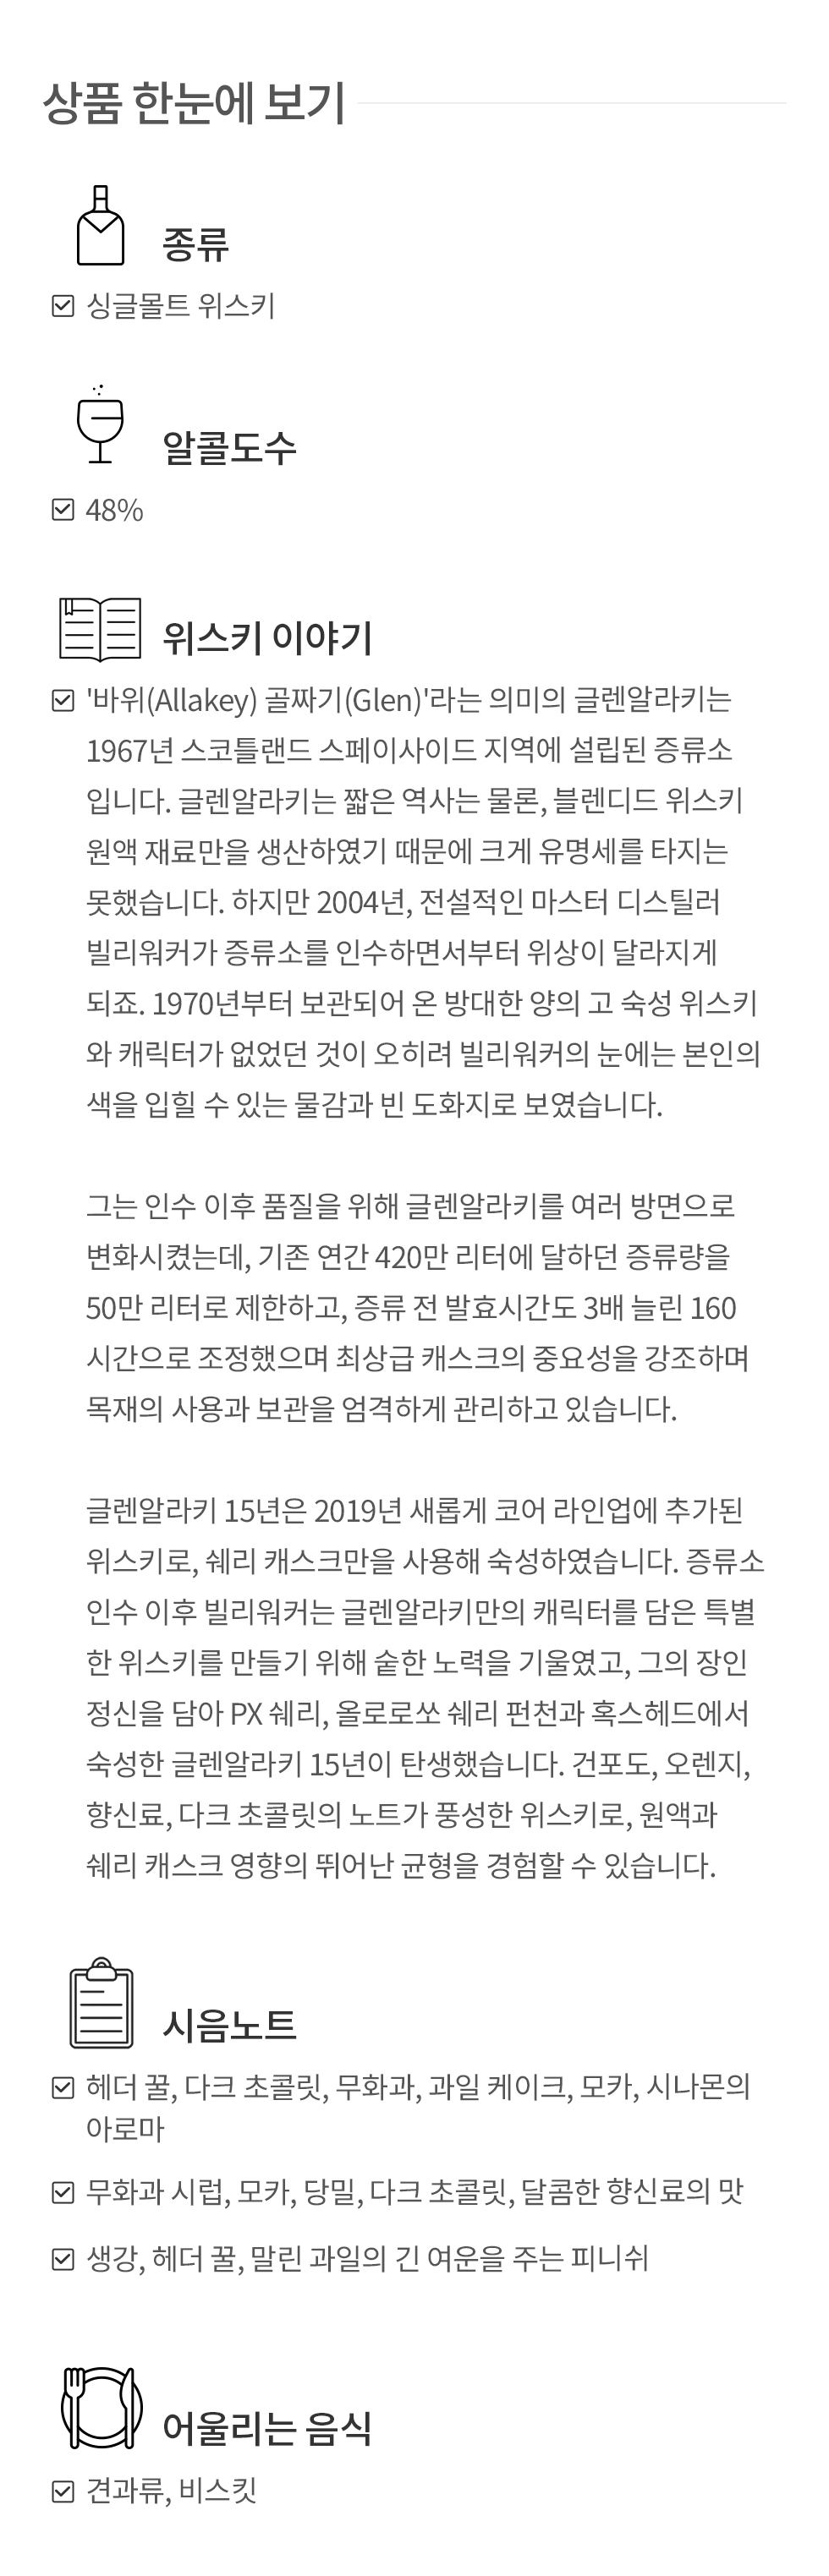 상품 한눈에 보기
종류
싱글몰트 위스키
알콜도수
48%
위스키 이야기
'바위(Allakey) 골짜기(Glen)'라는 의미의 글렌알라키는
1967년 스코틀랜드 스페이사이드 지역에 설립된 증류소
입니다. 글렌알라키는 짧은 역사는 물론, 블렌디드 위스키
원액 재료만을 생산하였기 때문에 크게 유명세를 타지는
못했습니다. 하지만 2004년, 전설적인 마스터 디스틸러
빌리워커가 증류소를 인수하면서부터 위상이 달라지게
되죠. 1970년부터 보관되어 온 방대한 양의 고 숙성 위스키
와 캐릭터가 없었던 것이 오히려 빌리워커의 눈에는 본인의
색을 입힐 수 있는 물감과 빈 도화지로 보였습니다.
그는 인수 이후 품질을 위해 글렌알라키를 여러 방면으로
변화시켰는데, 기존 연간 420만 리터에 달하던 증류량을
50만 리터로 제한하고, 증류 전 발효시간도 3배 늘린 160
시간으로 조정했으며 최상급 캐스크의 중요성을 강조하며
목재의 사용과 보관을 엄격하게 관리하고 있습니다.
글렌알라키 15년은 2019년 새롭게 코어 라인업에 추가된
위스키로, 쉐리 캐스크만을 사용해 숙성하였습니다. 증류소
인수 이후 빌리워커는 글렌알라키만의 캐릭터를 담은 특별
한 위스키를 만들기 위해 숱한 노력을 기울였고, 그의 장인
정신을 담아 PX 쉐리, 올로로쏘 쉐리 펀천과 혹스헤드에서
숙성한 글렌알라키 15년이 탄생했습니다. 건포도, 오렌지,
향신료, 다크 초콜릿의 노트가 풍성한 위스키로, 원액과
쉐리 캐스크 영향의 뛰어난 균형을 경험할 수 있습니다.
시음노트
헤더 꿀, 다크 초콜릿, 무화과, 과일 케이크, 모카, 시나몬의
아로마
무화과 시럽, 모카, 당밀, 다크 초콜릿, 달콤한 향신료의 맛
생강, 헤더 꿀, 말린 과일의 긴 여운을 주는 피니쉬
어울리는 음식
견과류, 비스킷